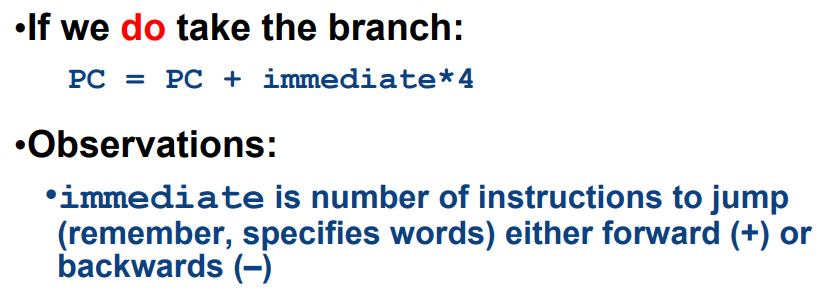 •If we do take the branch:
PC = PC + immediate*4
•Observations:
•immediate is number of instructions to jump
(remember, specifies words) either forward (+) or
backwards (–)